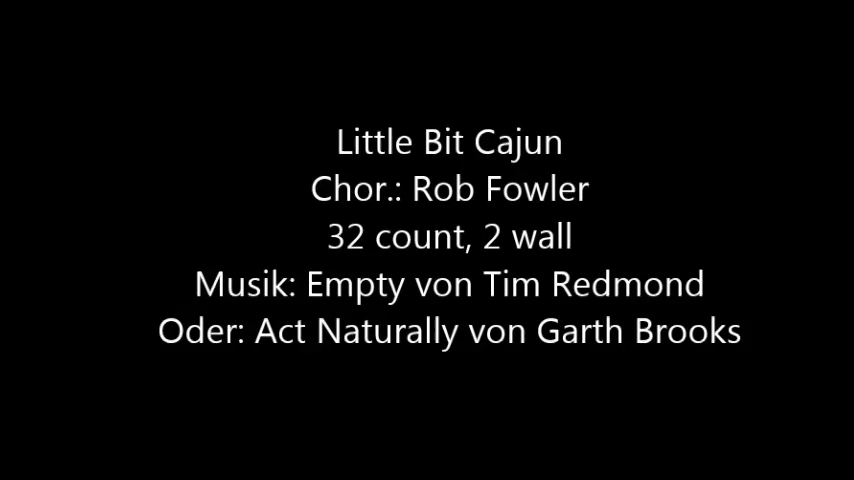 Little Bit Cajun
Chor.: Rob Fowler
32 count, 2 wall
Musik: Empty von Tim Redmond
Oder: Act Naturally von Garth Brooks